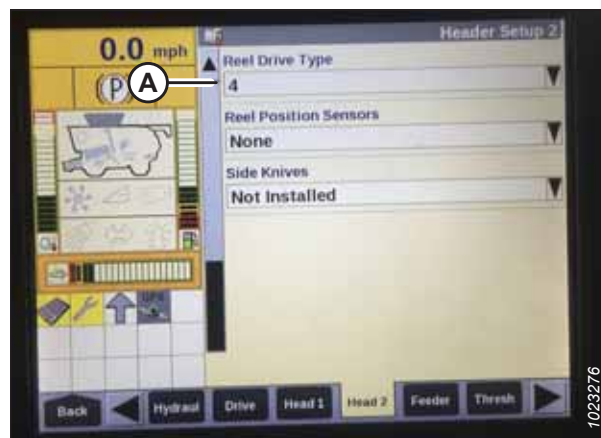 0.0 mph
Header Setup 2
(P)
A
Reel Drive Type
4
Reel Position Sensors
None
Side Knives
Not Installed
GPS
Back
Hydraul
Drive
Head 1
Head 2
Feeder
Thresh
1023276